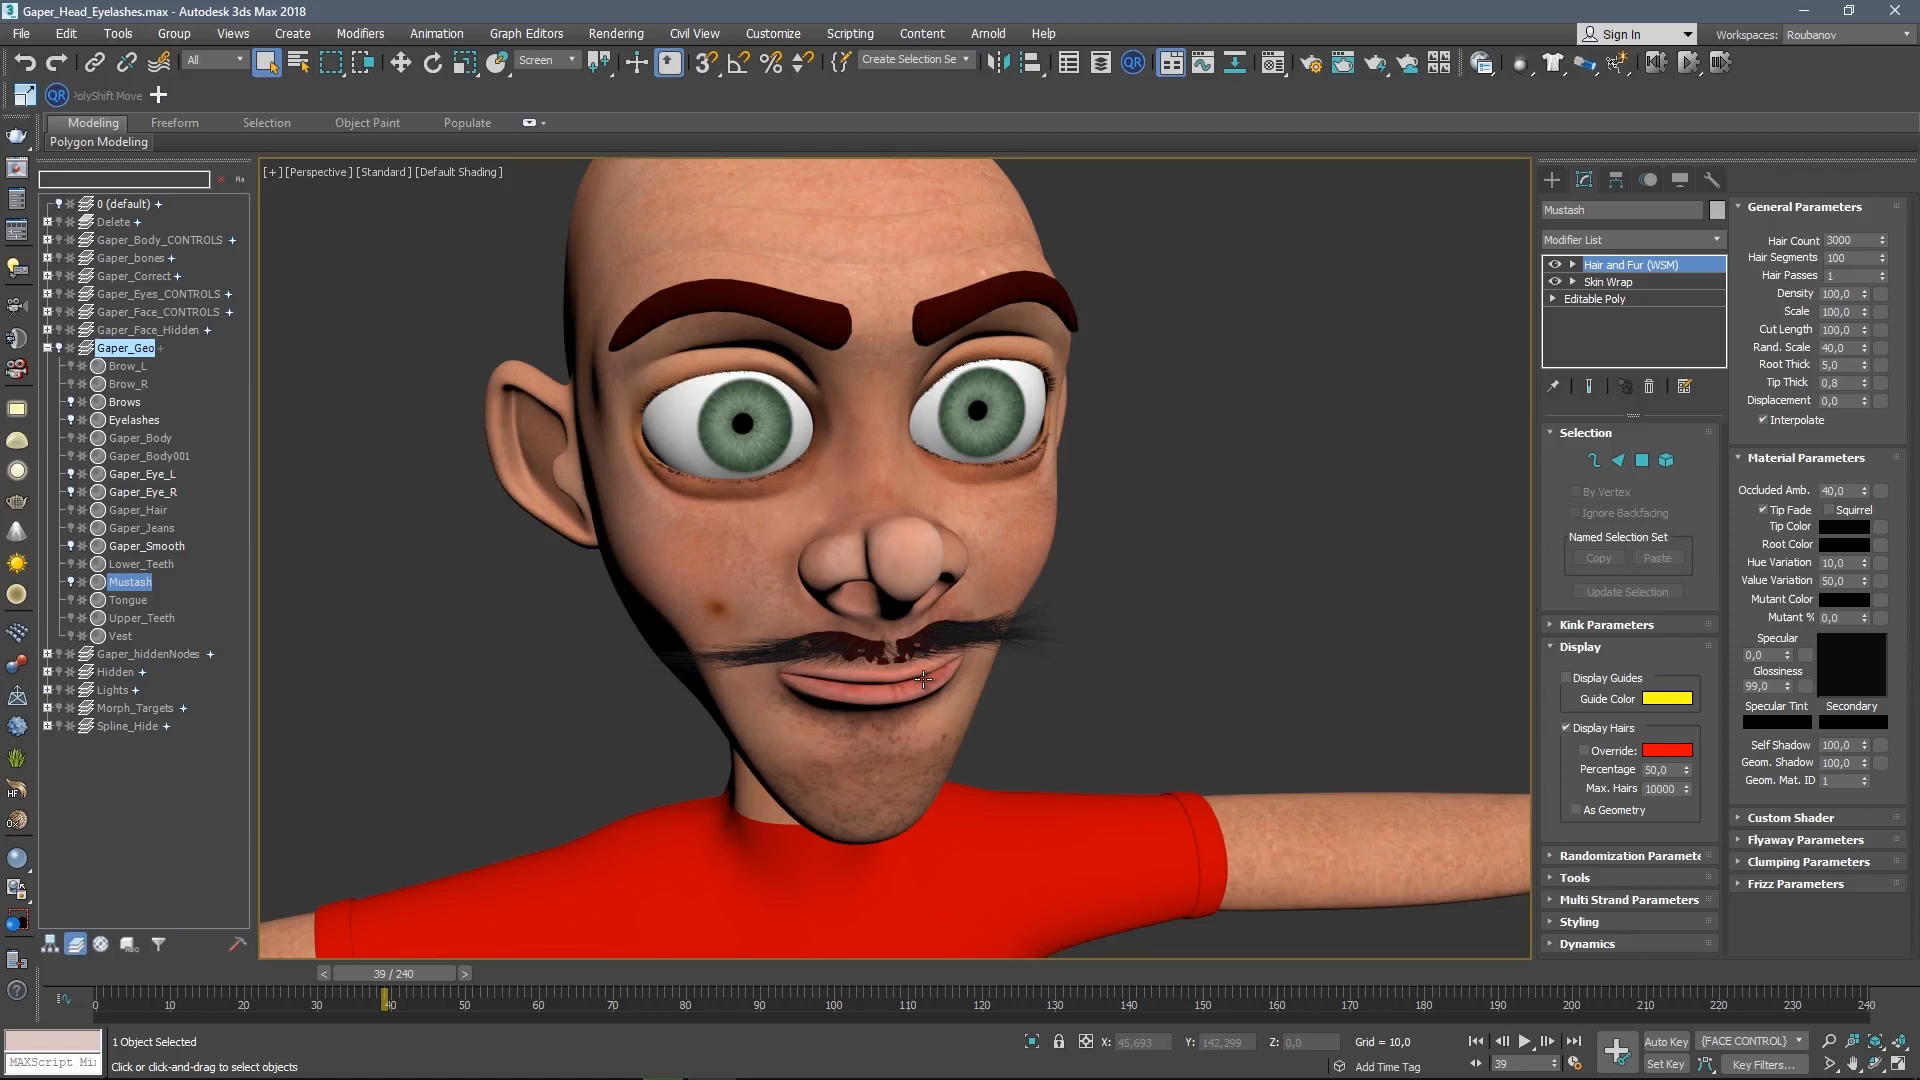 Gaper_Head_Eyelashes.max - Autodesk 3ds Max 2018
File Edit Tools Group Views Create Modifiers Animation Graph Editors Rendering Civil View Customize Scripting Content Arnold Help
Sign In
Workspaces: Roubanov
All
Screen
Create Selection Se
QR
QR PolyShift Move
Modeling Freeform Selection Object Paint Populate
Polygon Modeling
[+] [Perspective] [Standard] [Default Shading]
0 (default)
Delete
Gaper_Body_CONTROLS
Gaper_bones
Gaper_Correct
Gaper_Eyes_CONTROLS
Gaper_Face_CONTROLS
Gaper_Face_Hidden
Gaper_Geo
Brow_L
Brow_R
Brows
Eyelashes
Gaper_Body
Gaper_Body001
Gaper_Eye_L
Gaper_Eye_R
Gaper_Hair
Gaper_Jeans
Gaper_Smooth
Lower_Teeth
Mustash
Tongue
Upper_Teeth
Vest
Gaper_hiddenNodes
Hidden
Lights
Morph_Targets
Spline_Hide
Mustash
Modifier List
Hair and Fur (WSM)
Skin Wrap
Editable Poly
Selection
By Vertex
Ignore Backfacing
Named Selection Set
Copy Paste
Update Selection
Kink Parameters
Display
Display Guides
Guide Color
Display Hairs
Override:
Percentage 50,0
Max. Hairs 10000
As Geometry
Randomization Paramete
Tools
Multi Strand Parameters
Styling
Dynamics
General Parameters
Hair Count 3000
Hair Segments 100
Hair Passes 1
Density 100,0
Scale 100,0
Cut Length 100,0
Rand. Scale 40,0
Root Thick 5,0
Tip Thick 0,8
Displacement 0,0
Interpolate
Material Parameters
Occluded Amb. 40,0
Tip Fade Squirrel
Tip Color
Root Color
Hue Variation 10,0
Value Variation 50,0
Mutant Color
Mutant % 0,0
Specular
0,0
Glossiness
99,0
Specular Tint Secondary
Self Shadow 100,0
Geom. Shadow 100,0
Geom. Mat. ID 1
Custom Shader
Flyaway Parameters
Clumping Parameters
Frizz Parameters
< 39 / 240 >
0 10 20 30 40 50 60 70 80 90 100 110 120 130 140 150 160 170 180 190 200 210 220 230 240
1 Object Selected
MAXScript Mi
Click or click-and-drag to select objects
X: 45,693 Y: 142,299 Z: 0,0 Grid = 10,0
Add Time Tag
39
Auto Key {FACE CONTROL}
Set Key Key Filters...